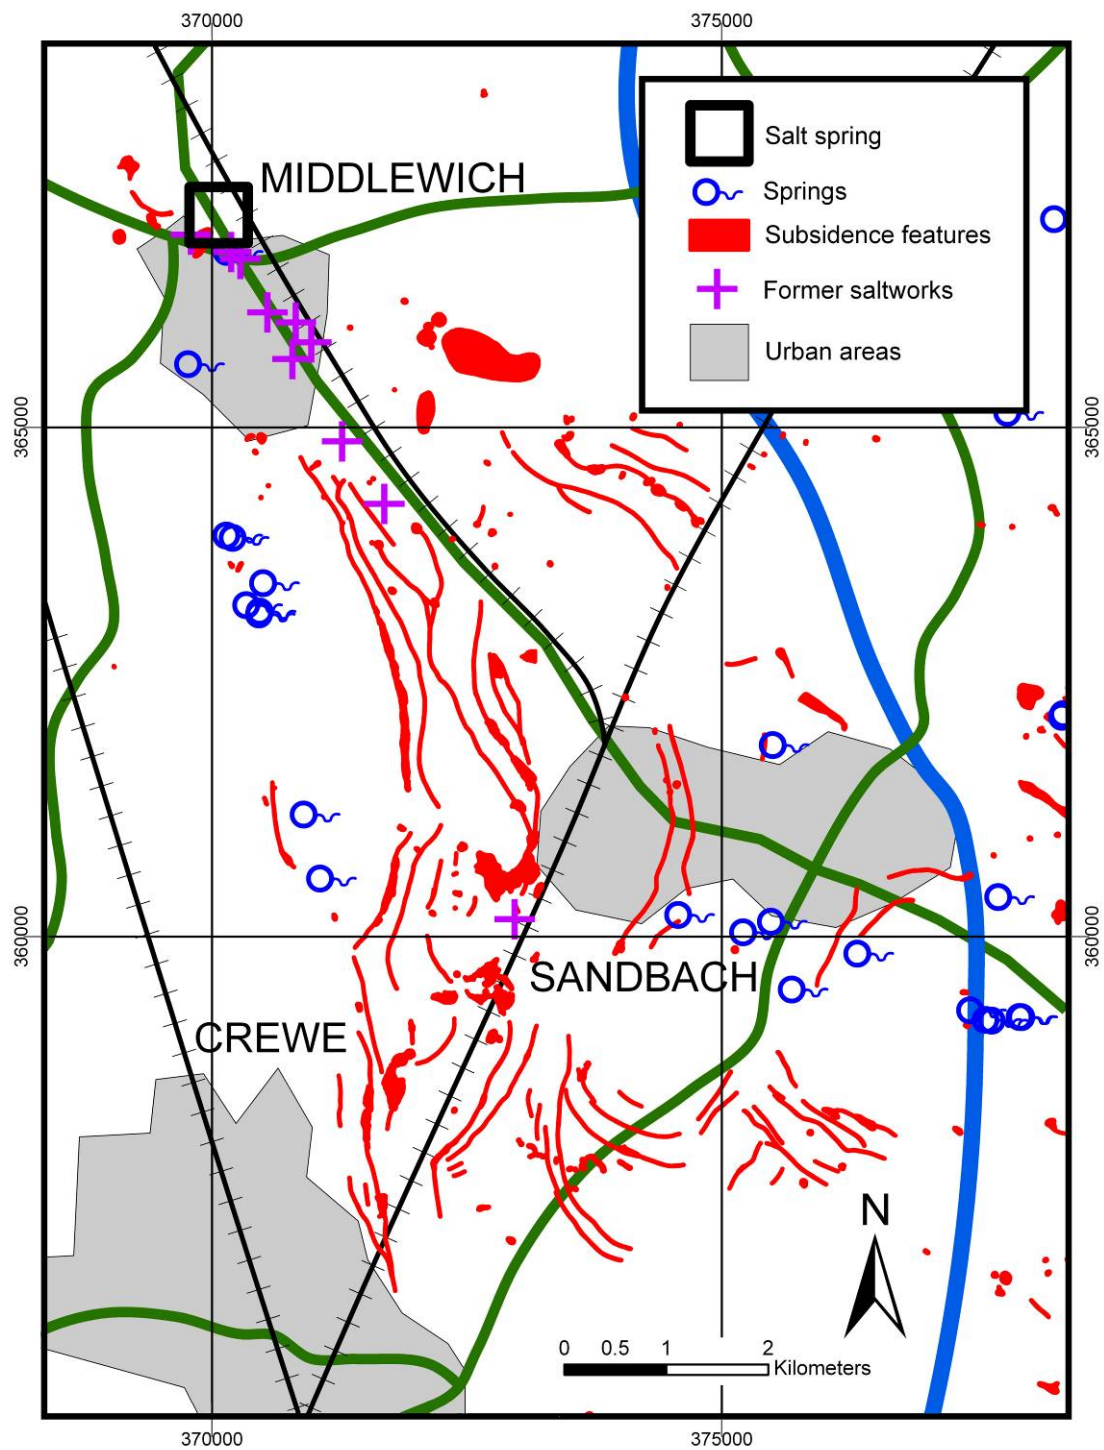 370000 375000
MIDDLEWICH
Salt spring
Springs
Subsidence features
Former saltworks
Urban areas
365000 365000
360000 360000
SANDBACH
CREWE
N
0 0.5 1 2
Kilometers
370000 375000